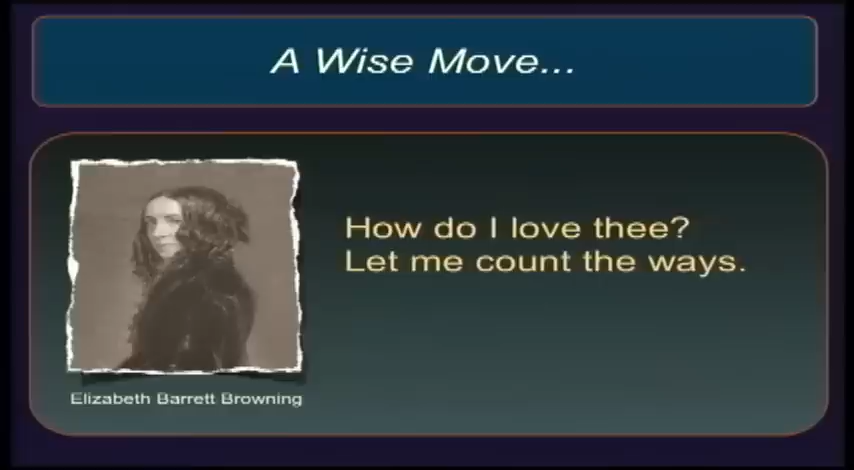 A Wise Move...
How do I love thee?
Let me count the ways.
Elizabeth Barrett Browning